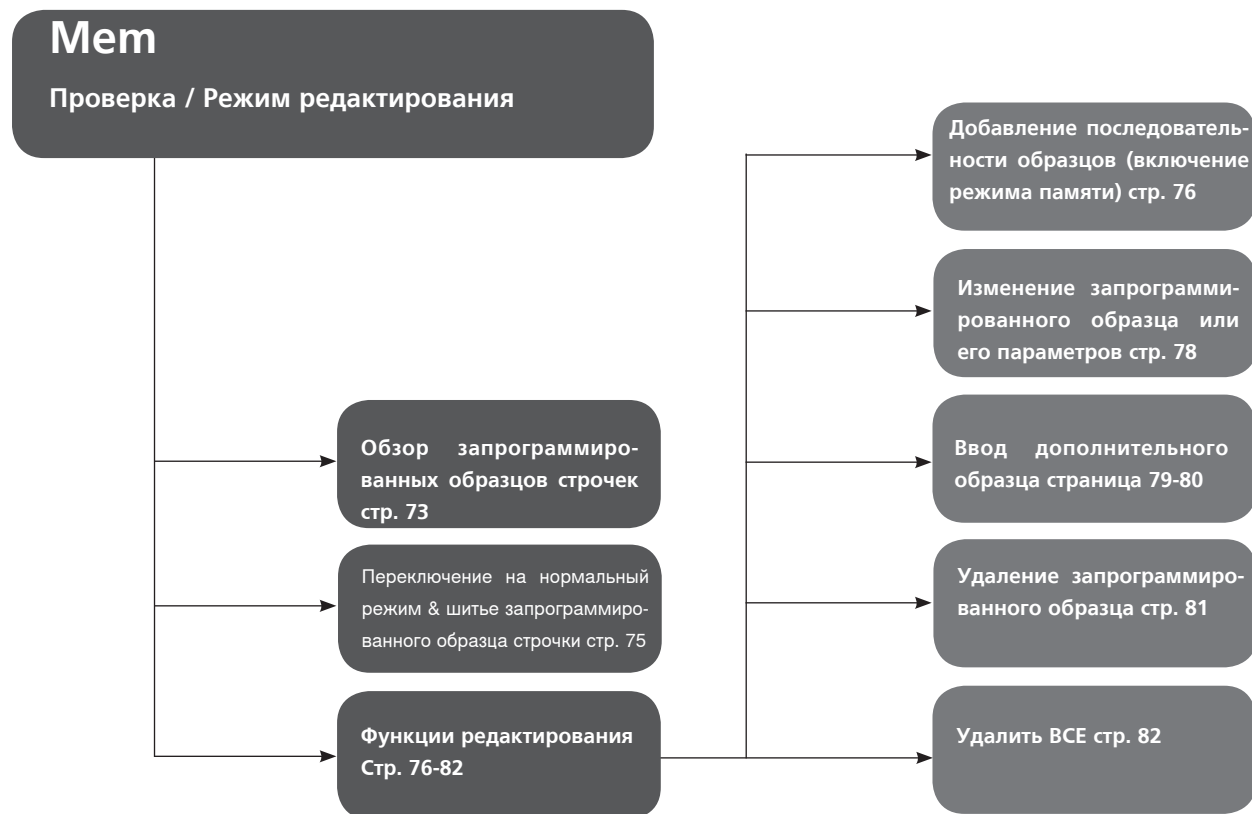 Mem
Проверка / Режим редактирования
Обзор запрограммиро-
ванных образцов строчек
стр. 73
Переключение на нормальный
режим & шитье запрограммиро-
ванного образца строчки стр. 75
Функции редактирования
Стр. 76-82
Добавление последователь-
ности образцов (включение
режима памяти) стр. 76
Изменение запрограмми-
рованного образца или
его параметров стр. 78
Ввод дополнительного
образца страница 79-80
Удаление запрограммиро-
ванного образца стр. 81
Удалить ВСЕ стр. 82